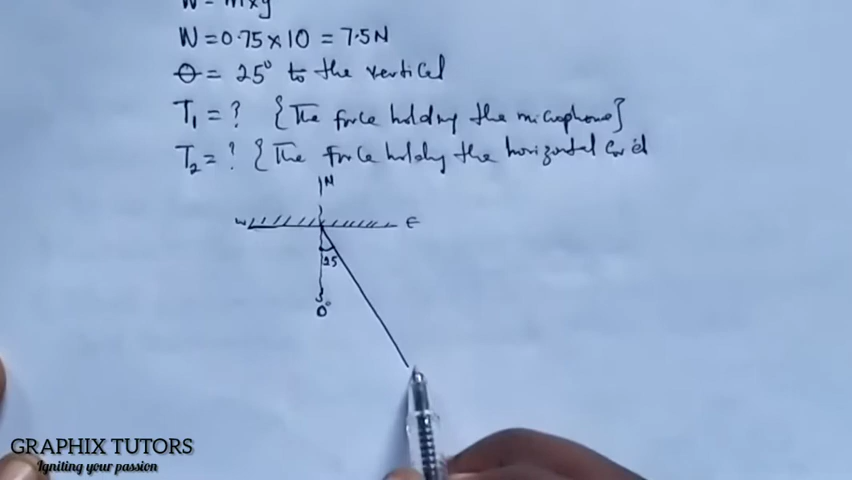 W = m x g
W = 0.75 x 10 = 7.5N
θ = 25° to the vertical
T₁ = ? {The force holding the microphone}
T₂ = ? {The force holding the horizontal cord
N
W E
25
0°
GRAPHIX TUTORS
Igniting your passion